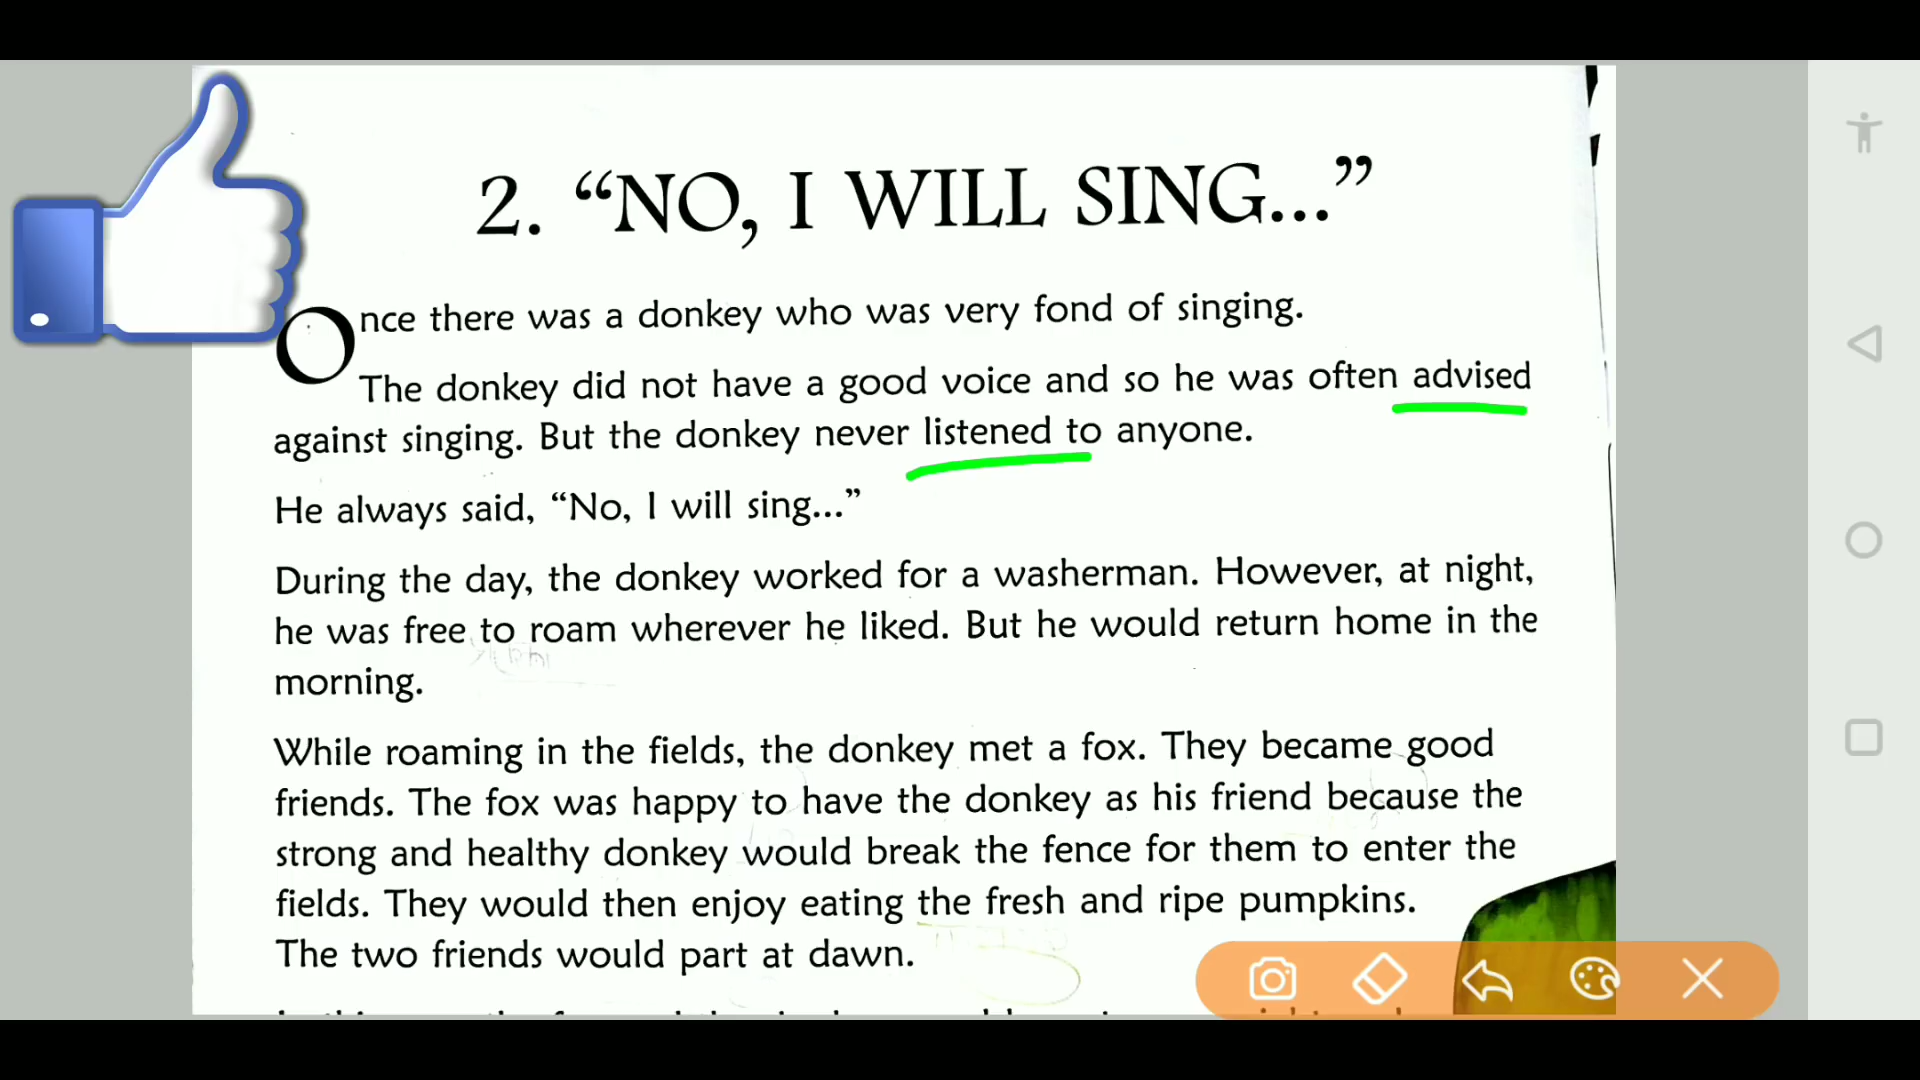 2. “NO, I WILL SING...”
Once there was a donkey who was very fond of singing.
The donkey did not have a good voice and so he was often advised
against singing. But the donkey never listened to anyone.
He always said, “No, I will sing...”
During the day, the donkey worked for a washerman. However, at night,
he was free to roam wherever he liked. But he would return home in the
morning.
While roaming in the fields, the donkey met a fox. They became good
friends. The fox was happy to have the donkey as his friend because the
strong and healthy donkey would break the fence for them to enter the
fields. They would then enjoy eating the fresh and ripe pumpkins.
The two friends would part at dawn.